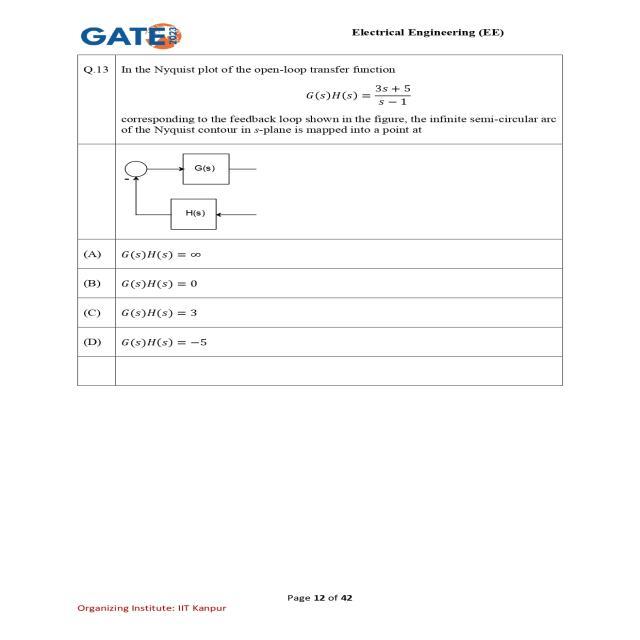 GATE 2023
Electrical Engineering (EE)
Q.13 In the Nyquist plot of the open-loop transfer function
G(s)H(s) = 3s + 5 / s − 1
corresponding to the feedback loop shown in the figure, the infinite semi-circular arc
of the Nyquist contour in s-plane is mapped into a point at
G(s)
-
H(s)
(A) G(s)H(s) = ∞
(B) G(s)H(s) = 0
(C) G(s)H(s) = 3
(D) G(s)H(s) = −5
Page 12 of 42
Organizing Institute: IIT Kanpur